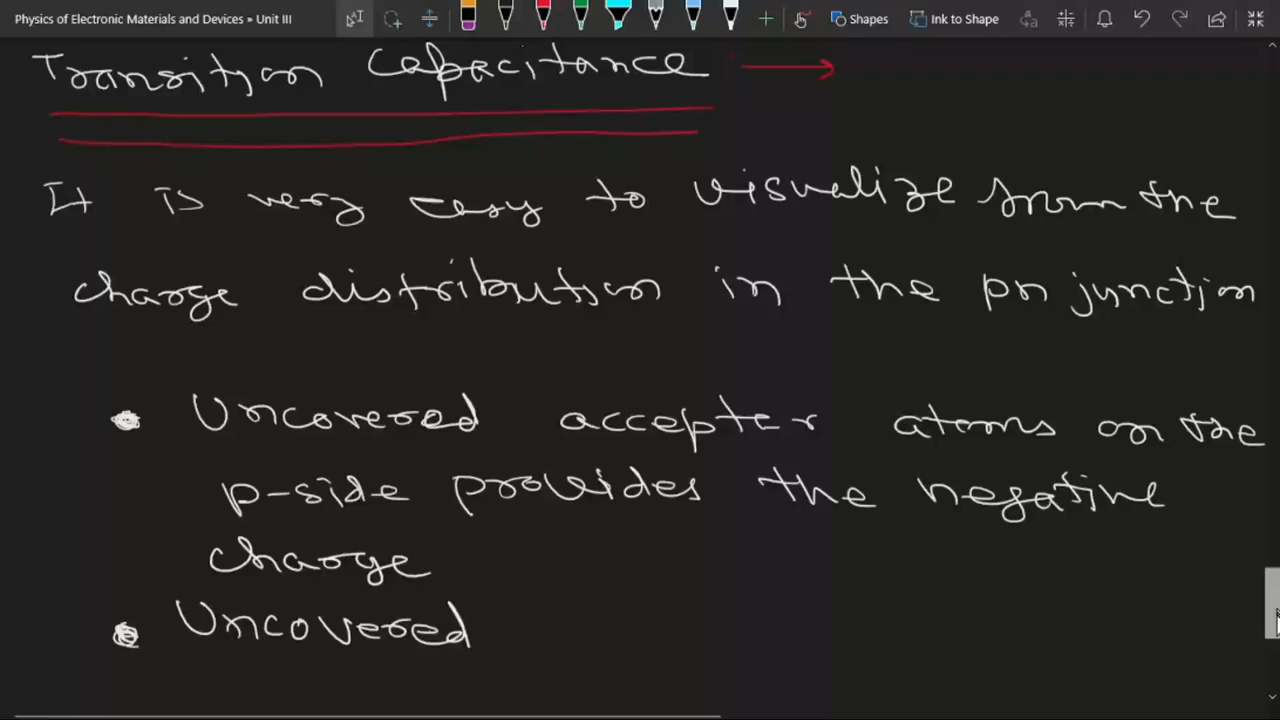 Physics of Electronic Materials and Devices » Unit III
Shapes
Ink to Shape
Transition Capacitance
It is very easy to visualize from the
charge distribution in the pn junction
Uncovered accepter atoms on the
p-side provides the negative
charge
Uncovered